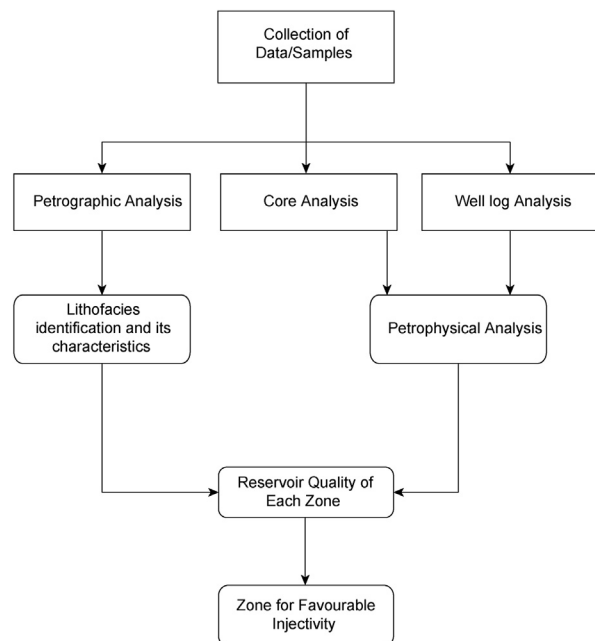 Collection of
Data/Samples
Petrographic Analysis
Core Analysis
Well log Analysis
Lithofacies
identification and its
characteristics
Petrophysical Analysis
Reservoir Quality of
Each Zone
Zone for Favourable
Injectivity